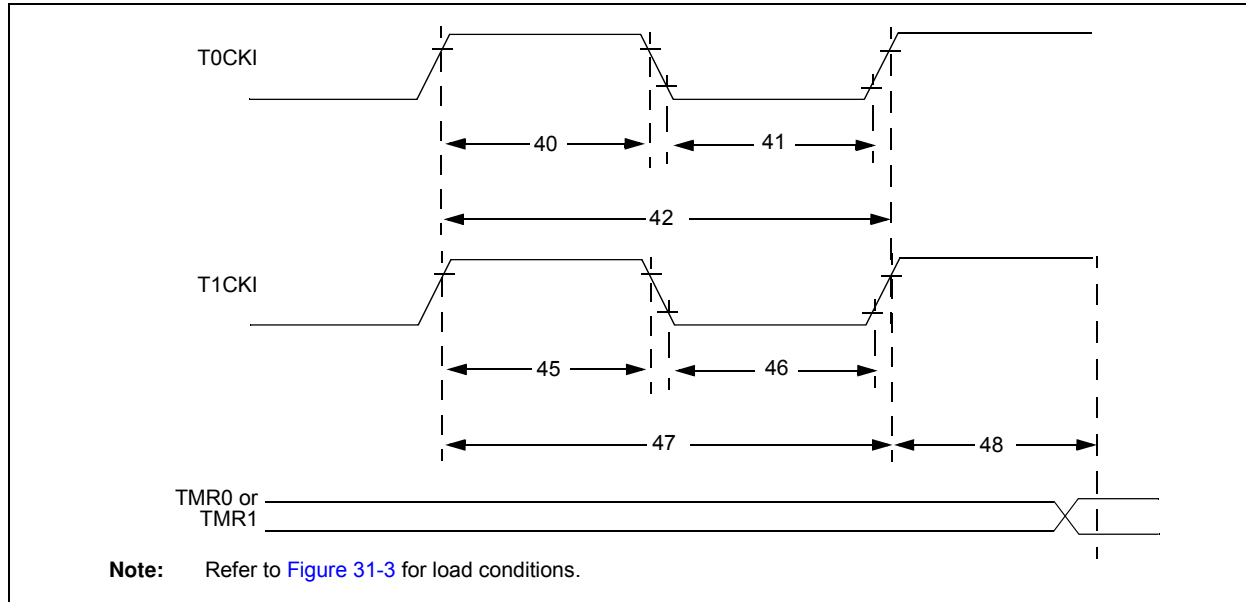 T0CKI
40
41
42
T1CKI
45
46
47
48
TMR0 or
TMR1
Note: Refer to Figure 31-3 for load conditions.